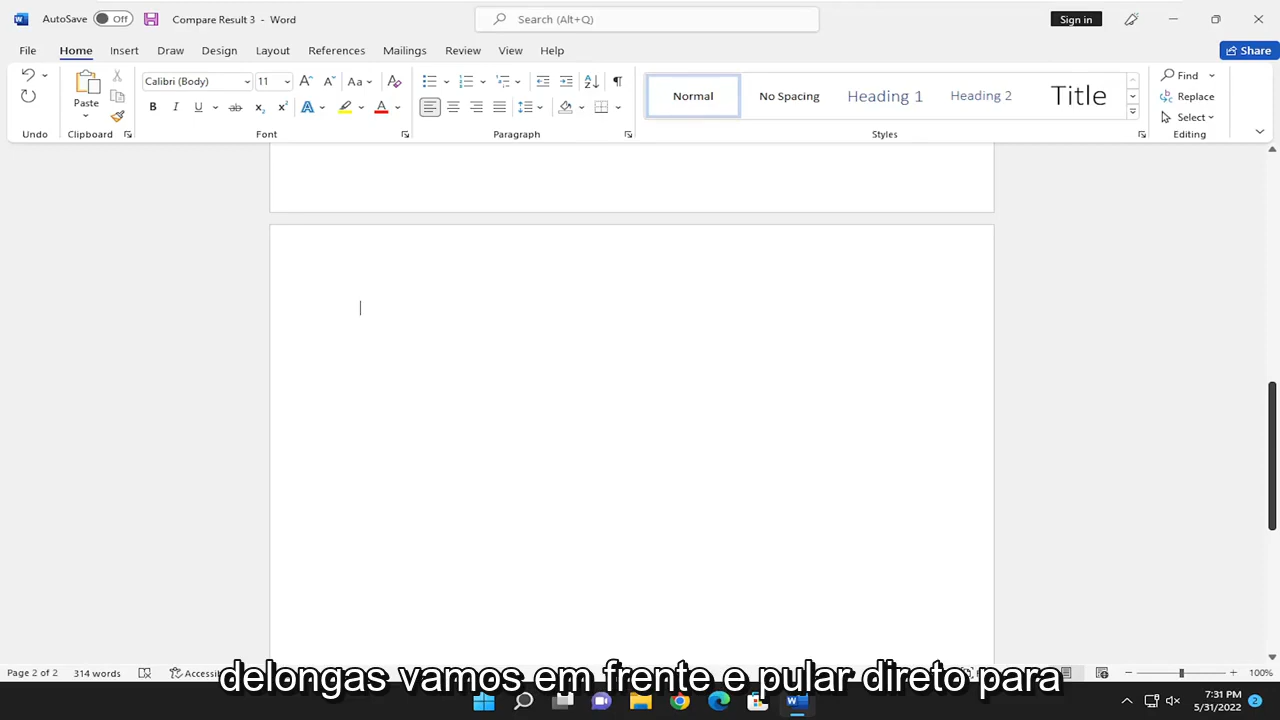 AutoSave Off Compare Result 3 - Word Search (Alt+Q) Sign in
File Home Insert Draw Design Layout References Mailings Review View Help Share
Calibri (Body) 11 Aa Find
Paste Normal No Spacing Heading 1 Heading 2 Title Replace
Select
Undo Clipboard Font Paragraph Styles Editing
Page 2 of 2 314 words 100%
delongas vamos em frente e pular direto para
7:31 PM
5/31/2022 2